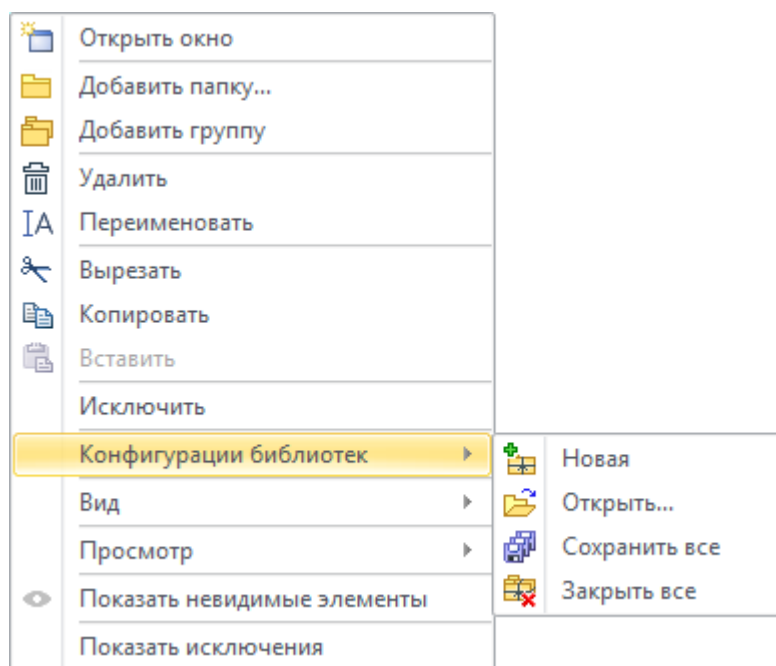 Открыть окно
Добавить папку...
Добавить группу
Удалить
Переименовать
Вырезать
Копировать
Вставить
Исключить
Конфигурации библиотек
Вид
Просмотр
Показать невидимые элементы
Показать исключения
Новая
Открыть...
Сохранить все
Закрыть все